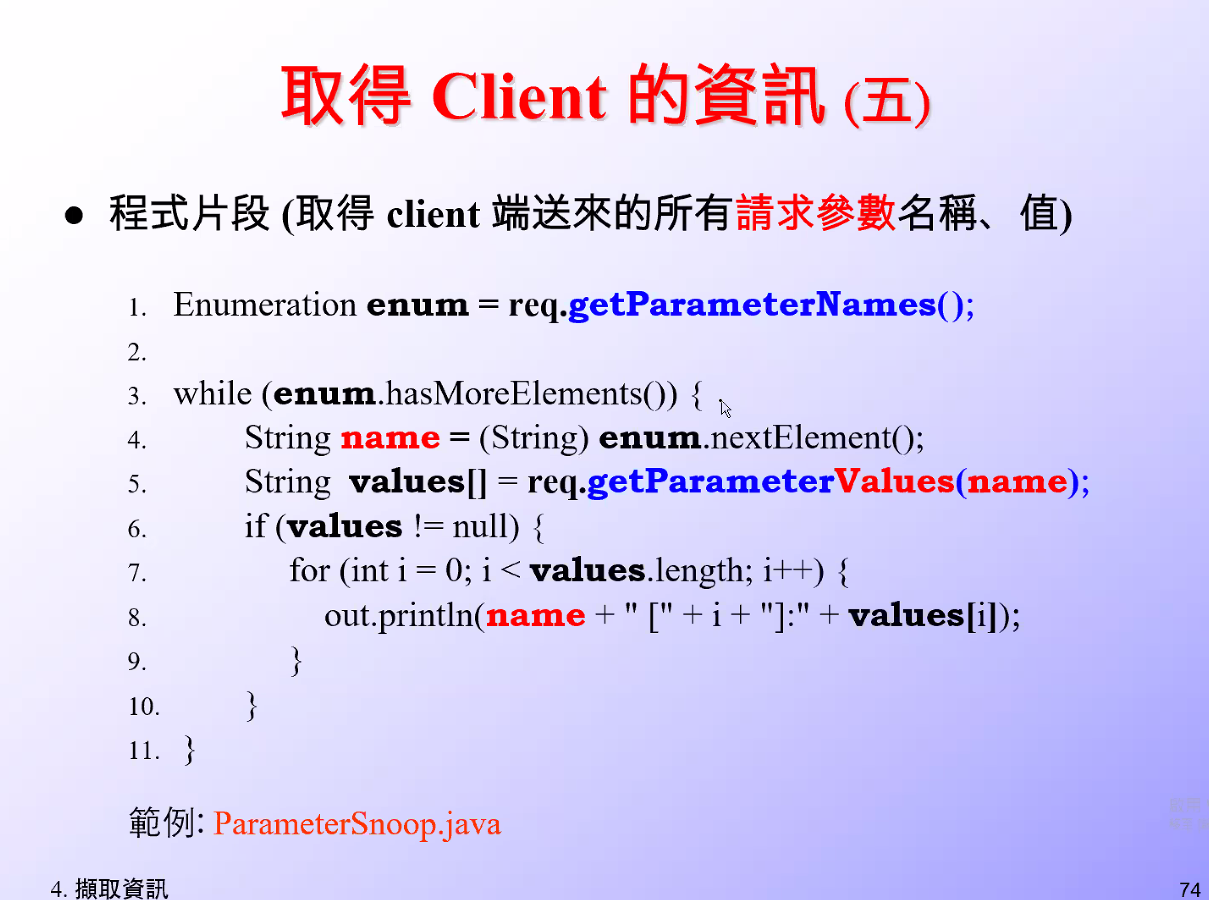 取得 Client 的資訊 (五)
● 程式片段 (取得 client 端送來的所有請求參數名稱、值)
1. Enumeration enum = req.getParameterNames();
2.
3. while (enum.hasMoreElements()) {
4. String name = (String) enum.nextElement();
5. String values[] = req.getParameterValues(name);
6. if (values != null) {
7. for (int i = 0; i < values.length; i++) {
8. out.println(name + " [" + i + "]:" + values[i]);
9. }
10. }
11. }
範例: ParameterSnoop.java
4. 擷取資訊
74